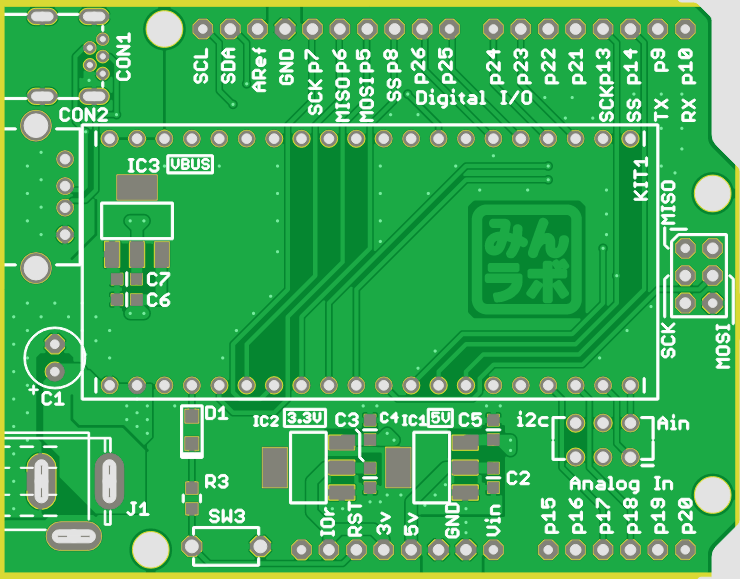 CON1
CON2
SCL
SDA
ARef
GND
SCK p7
MISO p6
MOSI p5
SS p8
p26
p25
p24
p23
p22
p21
SCK p13
SS p14
TX p9
RX p10
Digital I/O
IC3 VBUS
KIT1
みん
ラボ
C7
C6
MISO
SCK
MOSI
+
C1
D1
IC2 3.3V
C3
C4
IC1 5V
C5
i2c
Ain
R3
C2
Analog In
J1
SW3
IOr
RST
3v
5v
GND
Vin
p15
p16
p17
p18
p19
p20